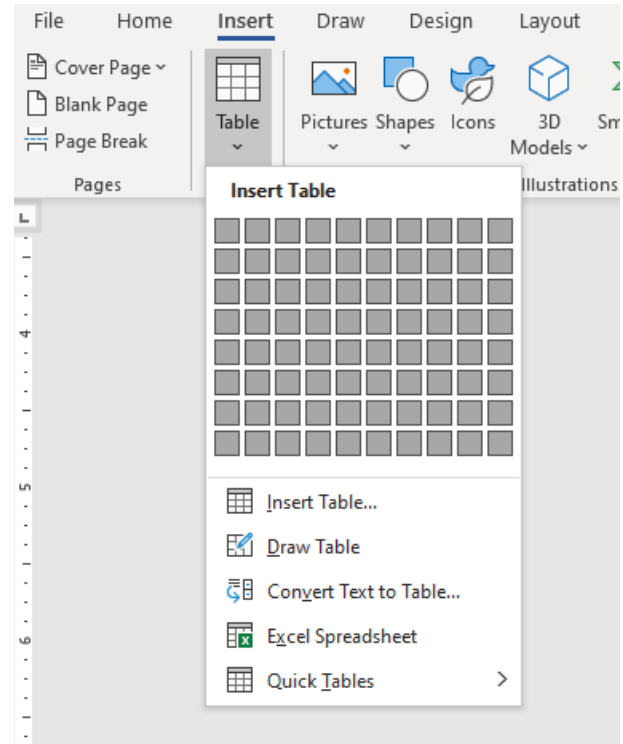 File Home Insert Draw Design Layout
Cover Page
Blank Page
Page Break
Table
Pictures Shapes Icons 3D Models
Pages
Illustrations
Insert Table
Insert Table...
Draw Table
Convert Text to Table...
Excel Spreadsheet
Quick Tables
L
4
5
6